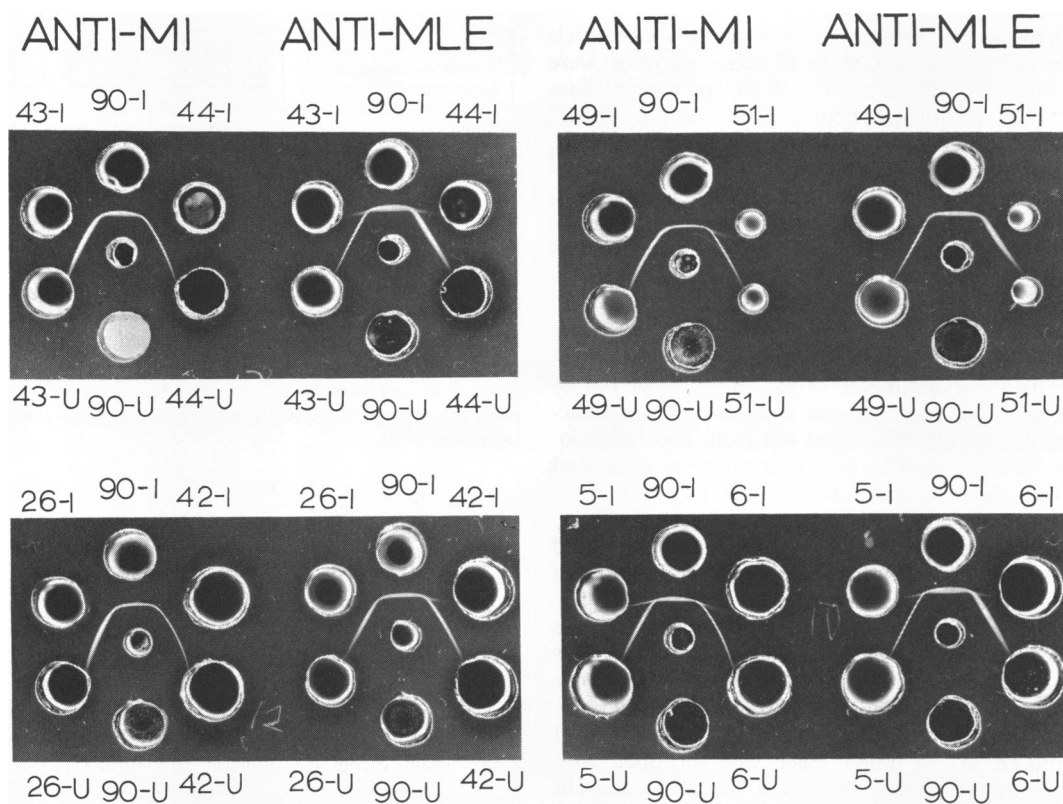 ANTI-MI ANTI-MLE ANTI-MI ANTI-MLE
43-I 90-I 44-I 43-I 90-I 44-I 49-I 90-I 51-I 49-I 90-I 51-I
43-U 90-U 44-U 43-U 90-U 44-U 49-U 90-U 51-U 49-U 90-U 51-U
26-I 90-I 42-I 26-I 90-I 42-I 5-I 90-I 6-I 5-I 90-I 6-I
26-U 90-U 42-U 26-U 90-U 42-U 5-U 90-U 6-U 5-U 90-U 6-U